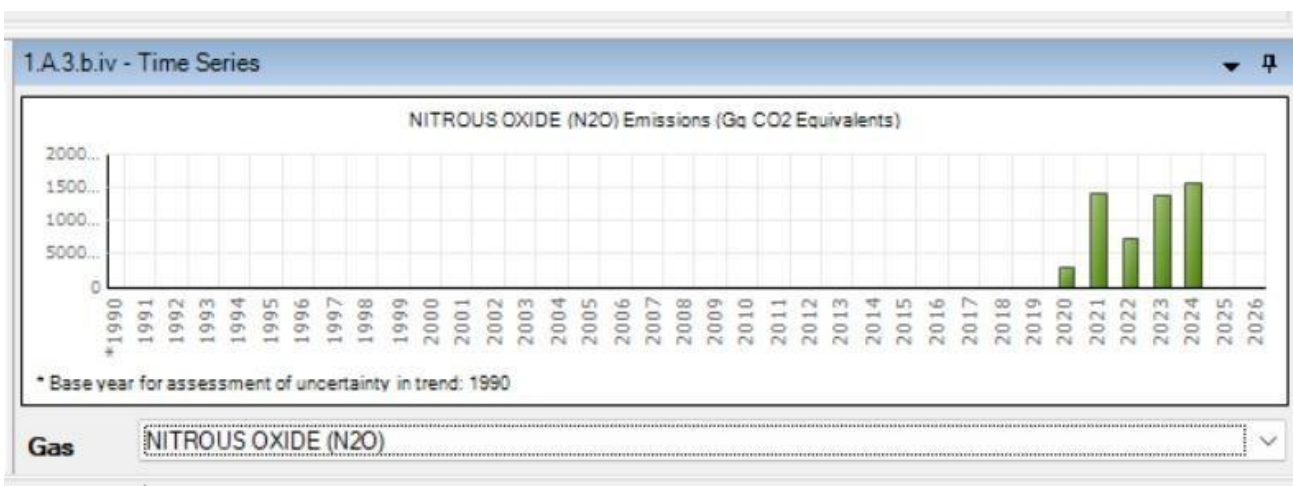 1.A.3.b.iv - Time Series
NITROUS OXIDE (N2O) Emissions (Gg CO2 Equivalents)
2000...
1500...
1000...
5000...
0
*1990 1991 1992 1993 1994 1995 1996 1997 1998 1999 2000 2001 2002 2003 2004 2005 2006 2007 2008 2009 2010 2011 2012 2013 2014 2015 2016 2017 2018 2019 2020 2021 2022 2023 2024 2025 2026
* Base year for assessment of uncertainty in trend: 1990
Gas NITROUS OXIDE (N2O)